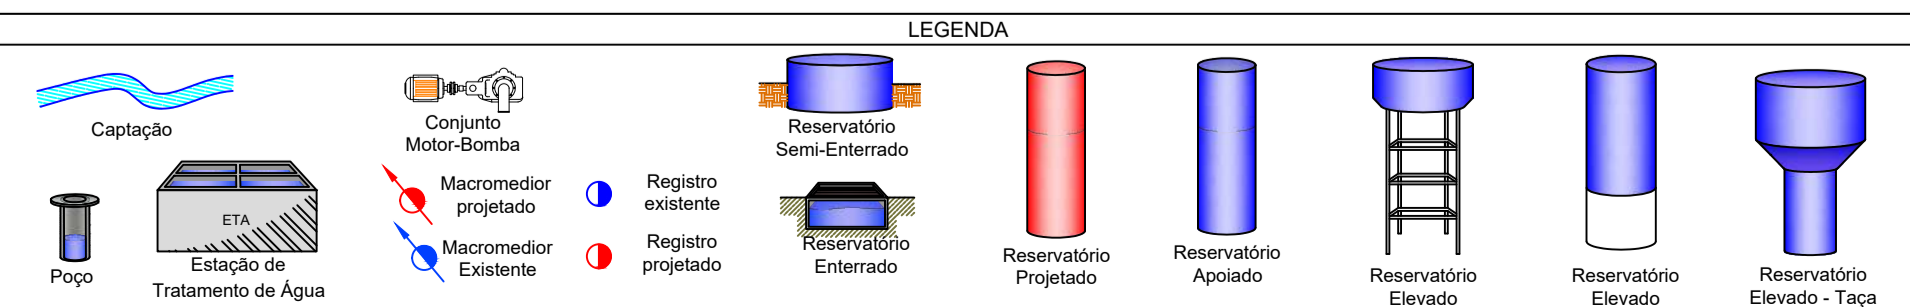 LEGENDA
Captação
Poço
ETA
Estação de
Tratamento de Água
Conjunto
Motor-Bomba
Macromedior
projetado
Macromedior
Existente
Registro
existente
Registro
projetado
Reservatório
Semi-Enterrado
Reservatório
Enterrado
Reservatório
Projetado
Reservatório
Apoiado
Reservatório
Elevado
Reservatório
Elevado
Reservatório
Elevado - Taça